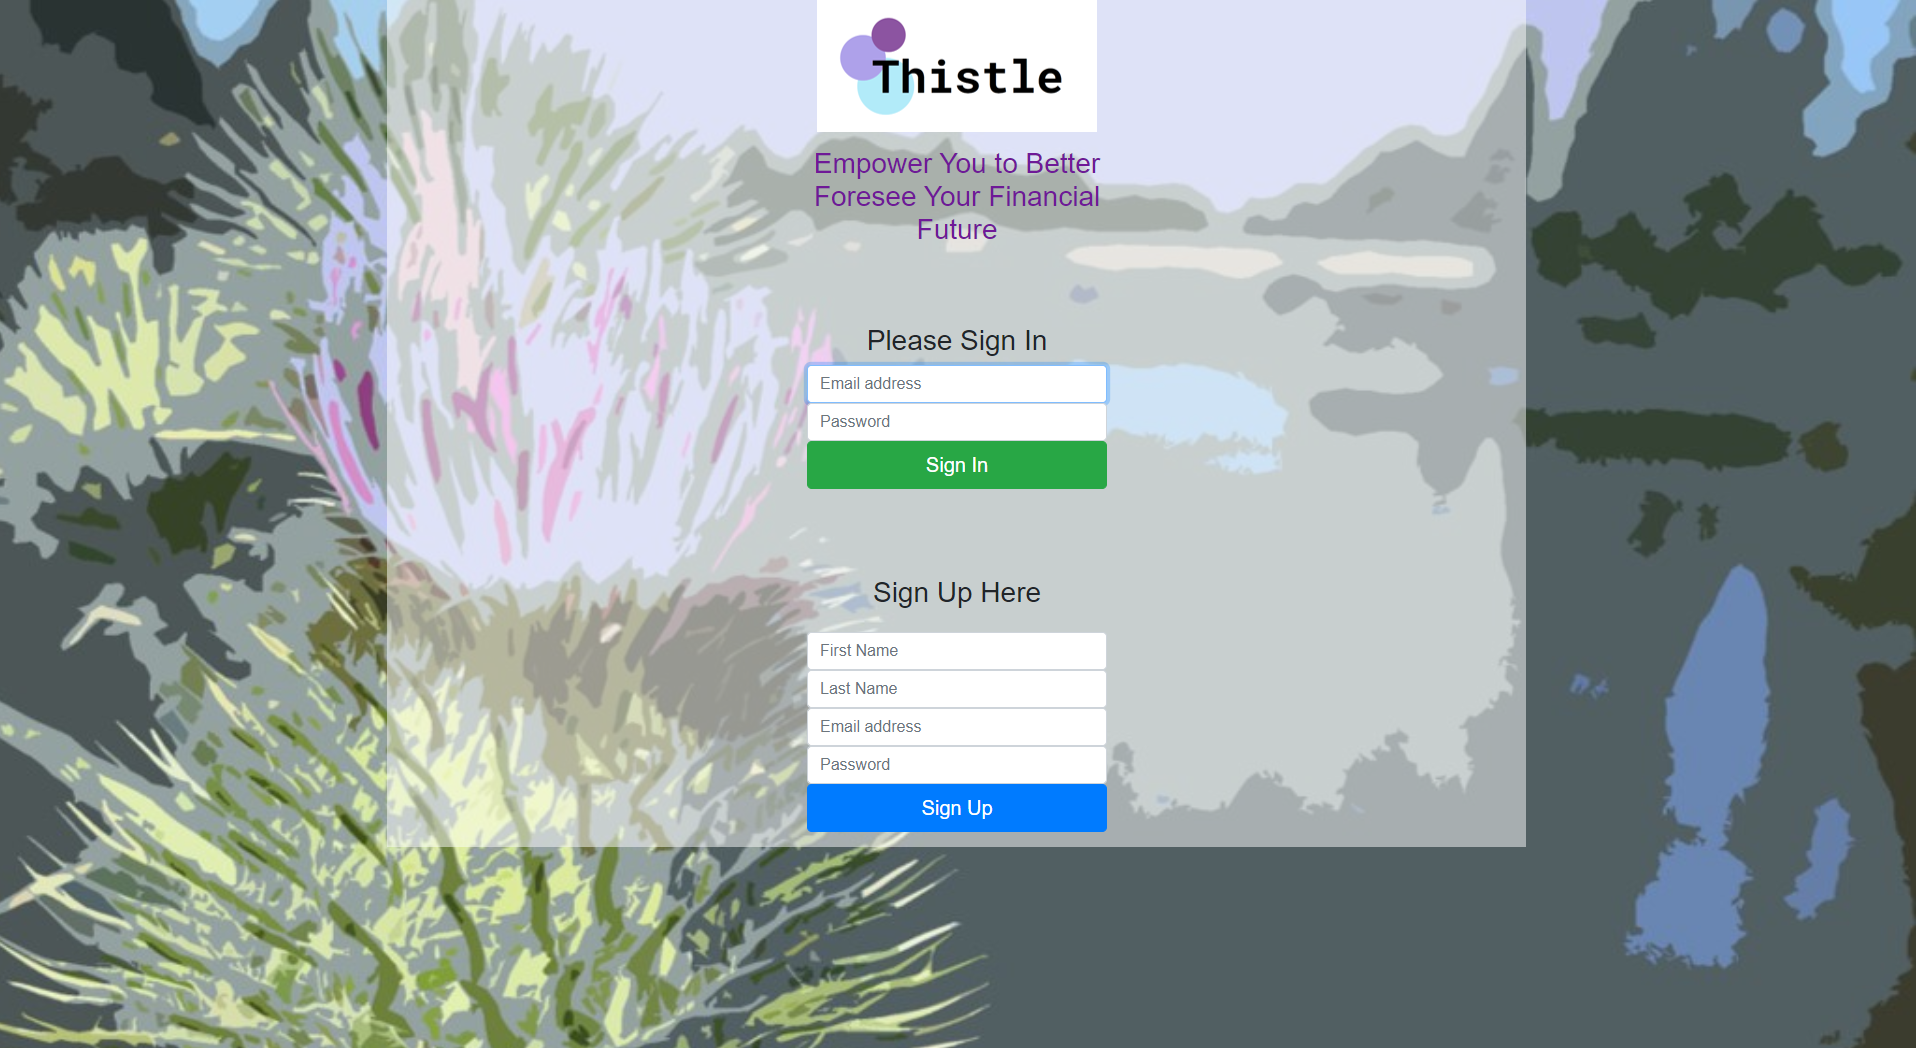 Thistle
Empower You to Better
Foresee Your Financial
Future
Please Sign In
Email address
Password
Sign In
Sign Up Here
First Name
Last Name
Email address
Password
Sign Up